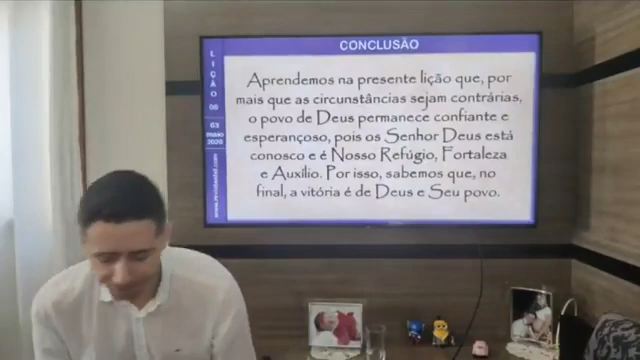 CONCLUSÃO
LIÇÃO
05
03
maio
2020
Aprendemos na presente lição que, por
mais que as circunstâncias sejam contrárias,
o povo de Deus permanece confiante e
esperançoso, pois os Senhor Deus está
conosco e é Nosso Refúgio, Fortaleza
e Auxílio. Por isso, sabemos que, no
final, a vitória é de Deus e Seu povo.